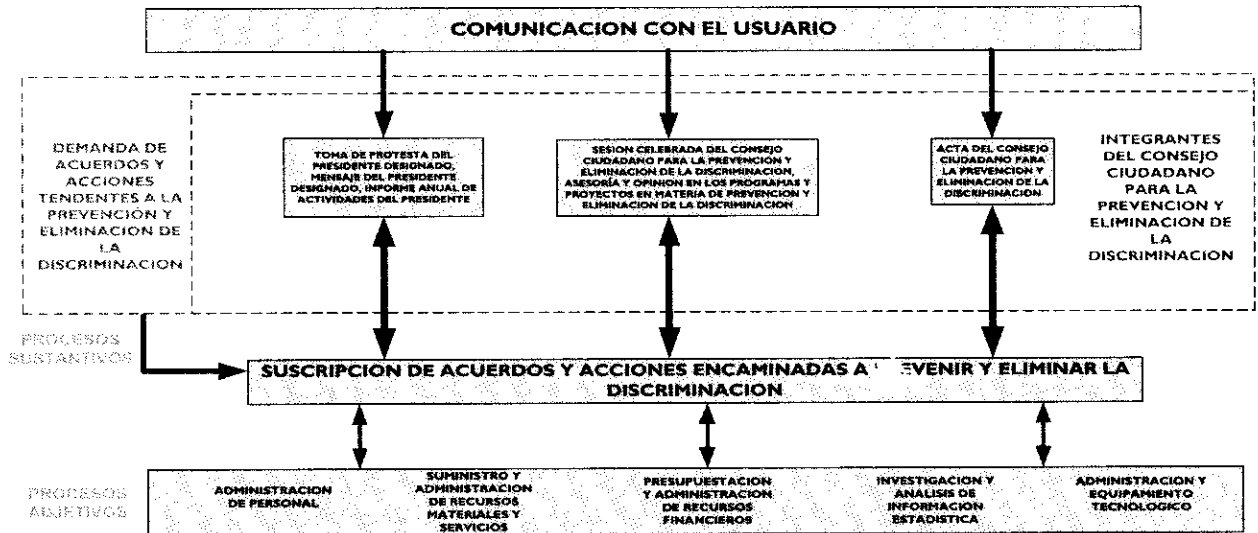 COMUNICACION CON EL USUARIO
DEMANDA DE
ACUERDOS Y
ACCIONES
TENDENTES A LA
PREVENCIÓN Y
ELIMINACION DE
LA
DISCRIMINACION
TOMA DE PROTESTA DEL
PRESIDENTE DESIGNADO,
MENSAJE DEL PRESIDENTE
DESIGNADO, INFORME ANUAL DE
ACTIVIDADES DEL PRESIDENTE
SESION CELEBRADA DEL CONSEJO
CIUDADANO PARA LA PREVENCION Y
ELIMINACION DE LA DISCRIMINACION,
ASESORÍA Y OPINION EN LOS PROGRAMAS Y
PROYECTOS EN MATERIA DE PREVENCION Y
ELIMINACION DE LA DISCRIMINACION
ACTA DEL CONSEJO
CIUDADANO PARA
LA PREVENCION Y
ELIMINACION DE LA
DISCRIMINACION
INTEGRANTES
DEL CONSEJO
CIUDADANO
PARA LA
PREVENCION Y
ELIMINACION DE
LA
DISCRIMINACION
PROCESOS
SUSTANTIVOS
SUSCRIPCION DE ACUERDOS Y ACCIONES ENCAMINADAS A EVENIR Y ELIMINAR LA
DISCRIMINACION
PROCESOS
ADJETIVOS
ADMINISTRACION
DE PERSONAL
SUMINISTRO Y
ADMINISTRACION
DE RECURSOS
MATERIALES Y
SERVICIOS
PRESUPUESTACION
Y ADMINISTRACION
DE RECURSOS
FINANCIEROS
INVESTIGACION Y
ANALISIS DE
INFORMACION
ESTADISTICA
ADMINISTRACION Y
EQUIPAMIENTO
TECNOLOGICO